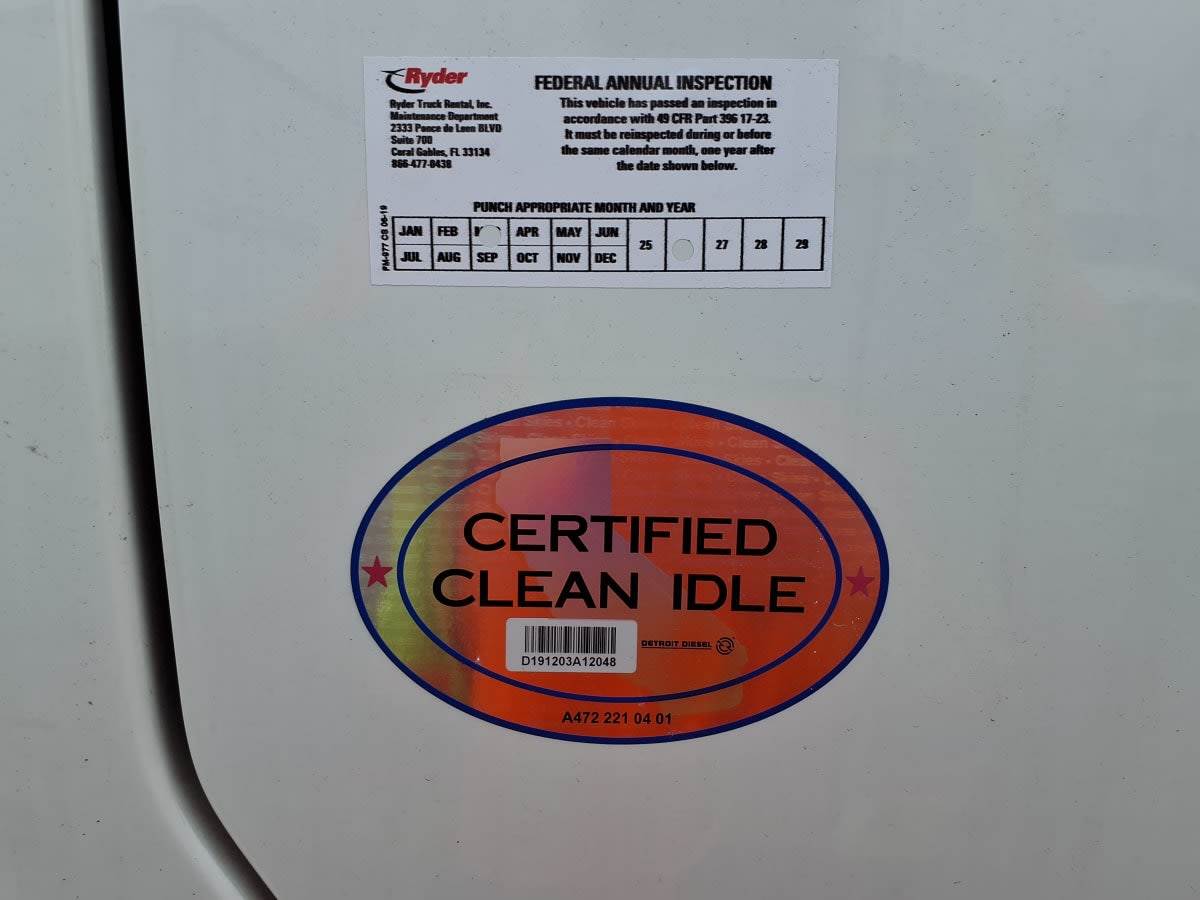 Ryder
Ryder Truck Rental, Inc.
Maintenance Department
2333 Ponce de Leon BLVD
Suite 700
Coral Gables, FL 33134
866-477-8438
FEDERAL ANNUAL INSPECTION
This vehicle has passed an inspection in
accordance with 49 CFR Part 396 17-23.
It must be reinspected during or before
the same calendar month, one year after
the date shown below.
PUNCH APPROPRIATE MONTH AND YEAR
JAN FEB APR MAY JUN
JUL AUG SEP OCT NOV DEC
25 27 28 29
PM-077 CS 06-19
CERTIFIED
CLEAN IDLE
D191203A12048
DETROIT DIESEL
A472 221 04 01